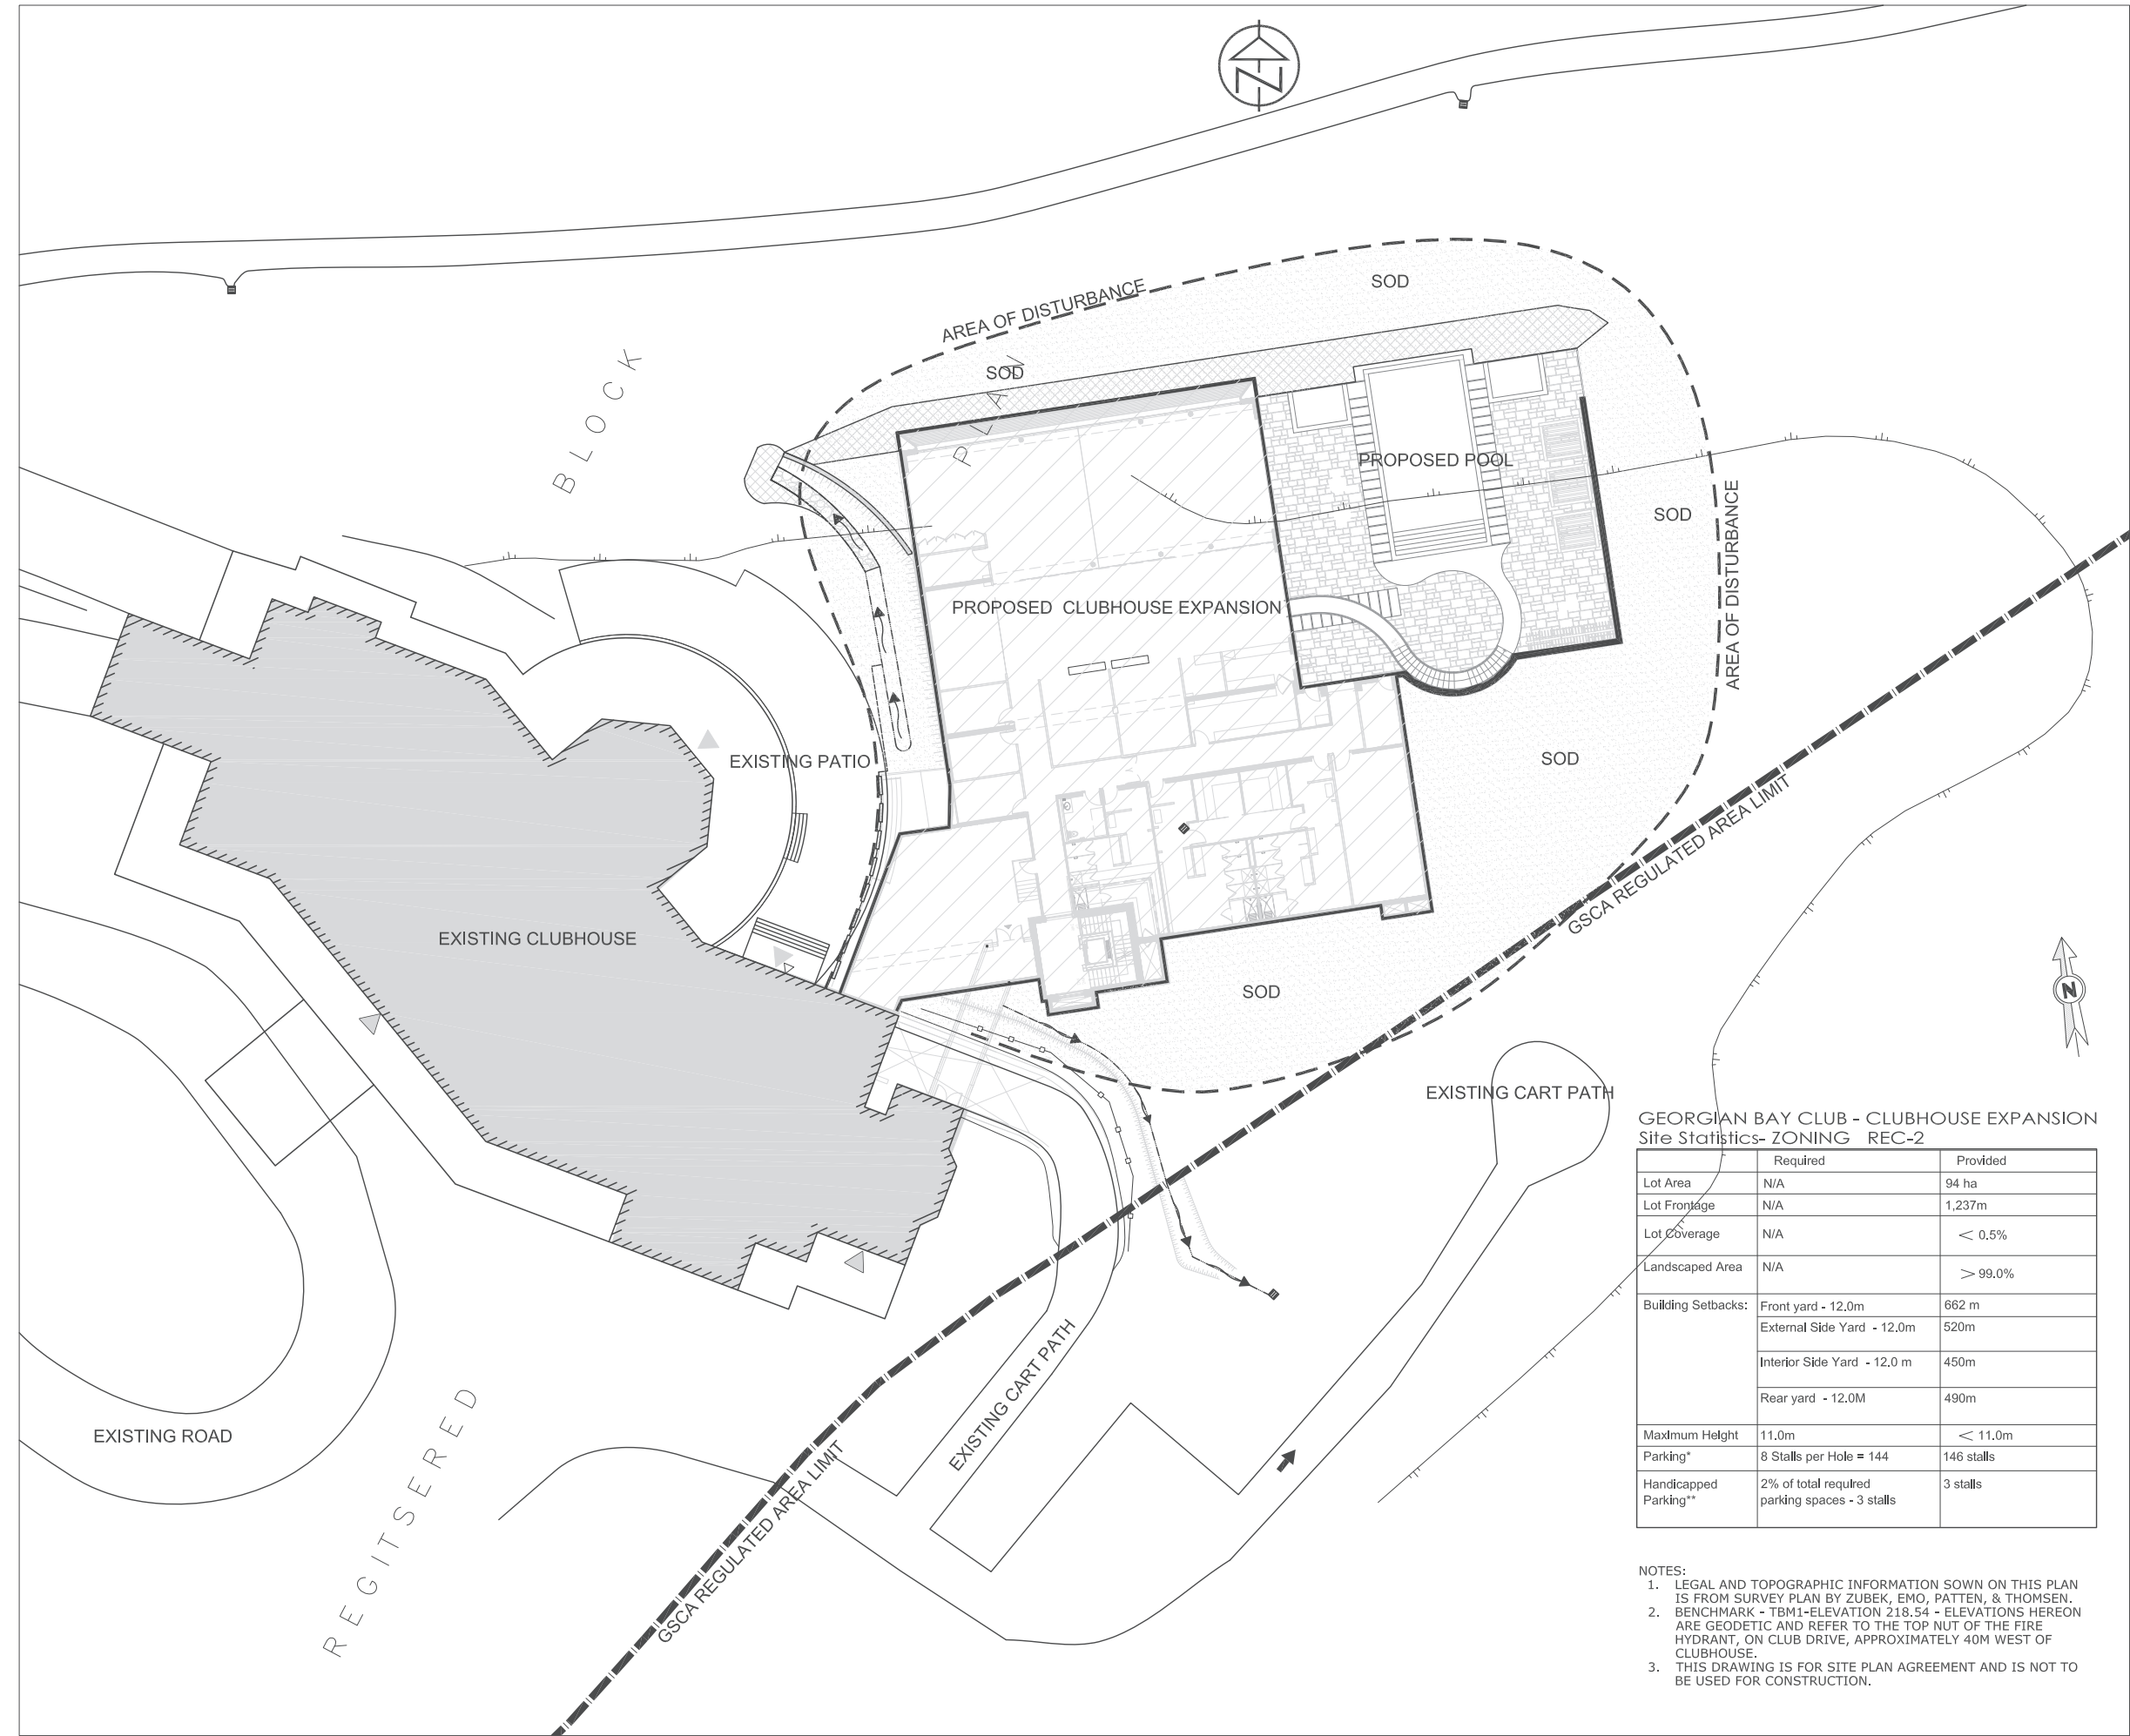 N
SOD
AREA OF DISTURBANCE
SOD
BLOCK
PLAN
PROPOSED POOL
SOD
AREA OF DISTURBANCE
PROPOSED CLUBHOUSE EXPANSION
EXISTING PATIO
SOD
GSCA REGULATED AREA LIMIT
EXISTING CLUBHOUSE
SOD
N
EXISTING CART PATH
GEORGIAN BAY CLUB - CLUBHOUSE EXPANSION
Site Statistics- ZONING REC-2
Required Provided
Lot Area N/A 94 ha
Lot Frontage N/A 1,237m
Lot Coverage N/A < 0.5%
Landscaped Area N/A > 99.0%
Building Setbacks: Front yard - 12.0m 662 m
External Side Yard - 12.0m 520m
Interior Side Yard - 12.0 m 450m
Rear yard - 12.0M 490m
Maximum Height 11.0m < 11.0m
Parking* 8 Stalls per Hole = 144 146 stalls
Handicapped 2% of total required 3 stalls
Parking** parking spaces - 3 stalls
EXISTING CART PATH
EXISTING ROAD
REGITSERED
GSCA REGULATED AREA LIMIT
NOTES:
1. LEGAL AND TOPOGRAPHIC INFORMATION SOWN ON THIS PLAN
IS FROM SURVEY PLAN BY ZUBEK, EMO, PATTEN, & THOMSEN.
2. BENCHMARK - TBM1-ELEVATION 218.54 - ELEVATIONS HEREON
ARE GEODETIC AND REFER TO THE TOP NUT OF THE FIRE
HYDRANT, ON CLUB DRIVE, APPROXIMATELY 40M WEST OF
CLUBHOUSE.
3. THIS DRAWING IS FOR SITE PLAN AGREEMENT AND IS NOT TO
BE USED FOR CONSTRUCTION.